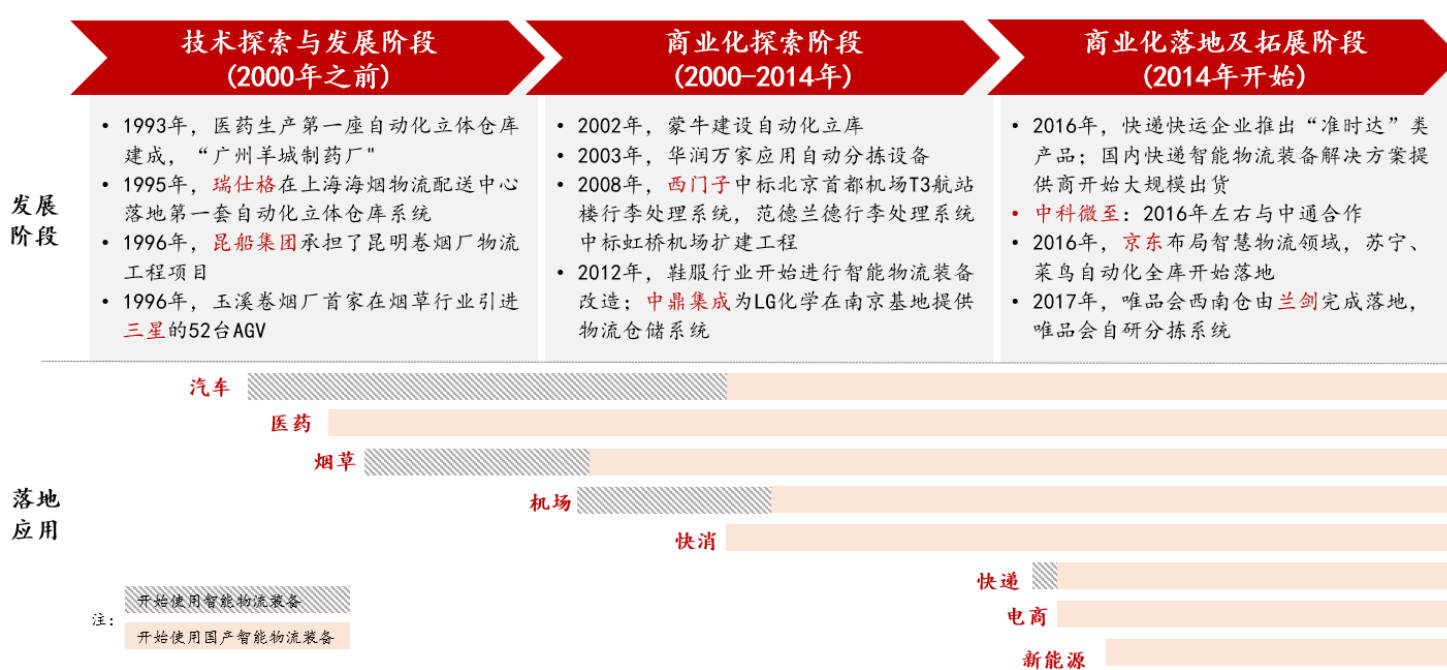 技术探索与发展阶段
(2000年之前)
商业化探索阶段
(2000-2014年)
商业化落地及拓展阶段
(2014年开始)
发展
阶段
• 1993年，医药生产第一座自动化立体仓库
建成，“广州羊城制药厂"
• 1995年，瑞仕格在上海海烟物流配送中心
落地第一套自动化立体仓库系统
• 1996年，昆船集团承担了昆明卷烟厂物流
工程项目
• 1996年，玉溪卷烟厂首家在烟草行业引进
三星的52台AGV
• 2002年，蒙牛建设自动化立库
• 2003年，华润万家应用自动分拣设备
• 2008年，西门子中标北京首都机场T3航站
楼行李处理系统，范德兰德行李处理系统
中标虹桥机场扩建工程
• 2012年，鞋服行业开始进行智能物流装备
改造；中鼎集成为LG化学在南京基地提供
物流仓储系统
• 2016年，快递快运企业推出“准时达”类
产品；国内快递智能物流装备解决方案提
供商开始大规模出货
• 中科微至：2016年左右与中通合作
• 2016年，京东布局智慧物流领域，苏宁、
菜鸟自动化全库开始落地
• 2017年，唯品会西南仓由兰剑完成落地，
唯品会自研分拣系统
落地
应用
汽车
医药
烟草
机场
快消
快递
电商
新能源
注：
开始使用智能物流装备
开始使用国产智能物流装备